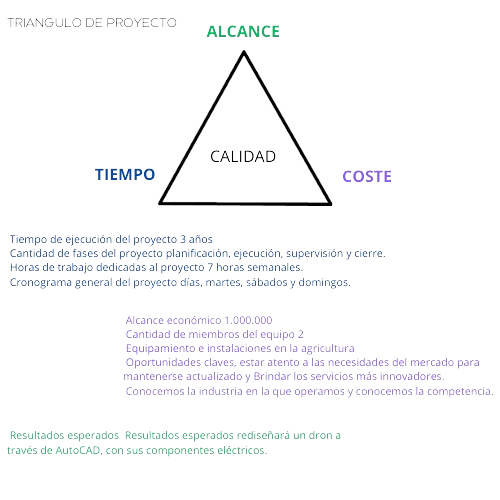 TRIANGULO DE PROYECTO
ALCANCE
CALIDAD
TIEMPO
COSTE
Tiempo de ejecución del proyecto 3 años
Cantidad de fases del proyecto planificación, ejecución, supervisión y cierre.
Horas de trabajo dedicadas al proyecto 7 horas semanales.
Cronograma general del proyecto días, martes, sábados y domingos.
Alcance económico 1.000.000
Cantidad de miembros del equipo 2
Equipamiento e instalaciones en la agricultura
Oportunidades claves, estar atento a las necesidades del mercado para
mantenerse actualizado y Brindar los servicios más innovadores.
Conocemos la industria en la que operamos y conocemos la competencia.
Resultados esperados Resultados esperados rediseñará un dron a
través de AutoCAD, con sus componentes eléctricos.